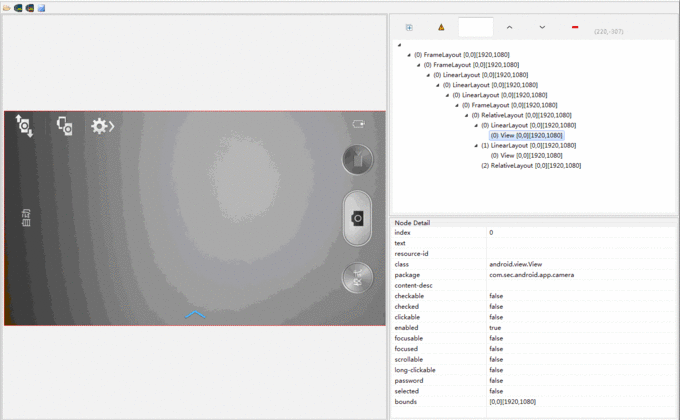 自动
(220,-307)
(0) FrameLayout [0,0][1920,1080]
(0) FrameLayout [0,0][1920,1080]
(0) LinearLayout [0,0][1920,1080]
(0) LinearLayout [0,0][1920,1080]
(0) LinearLayout [0,0][1920,1080]
(0) FrameLayout [0,0][1920,1080]
(0) RelativeLayout [0,0][1920,1080]
(0) LinearLayout [0,0][1920,1080]
(0) View [0,0][1920,1080]
(1) LinearLayout [0,0][1920,1080]
(0) View [0,0][1920,1080]
(2) RelativeLayout [0,0][1920,1080]
Node Detail
index 0
text
resource-id
class android.view.View
package com.sec.android.app.camera
content-desc
checkable false
checked false
clickable false
enabled true
focusable false
focused false
scrollable false
long-clickable false
password false
selected false
bounds [0,0][1920,1080]